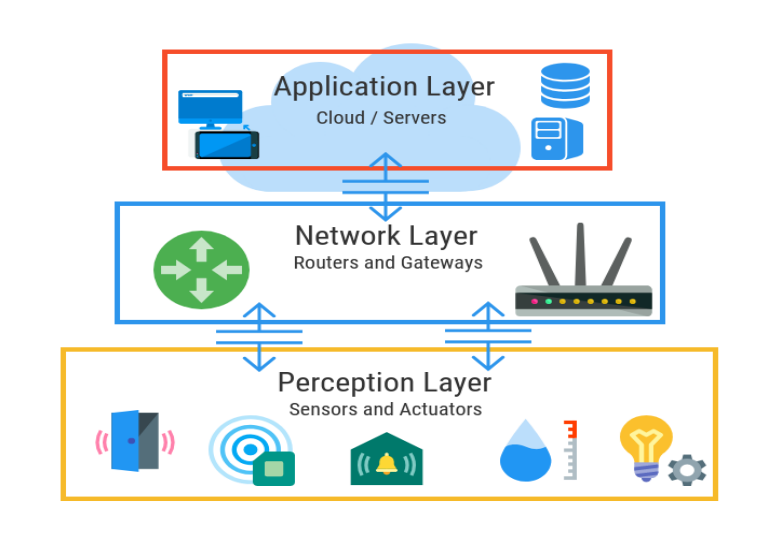 Application Layer
Cloud / Servers
Network Layer
Routers and Gateways
Perception Layer
Sensors and Actuators